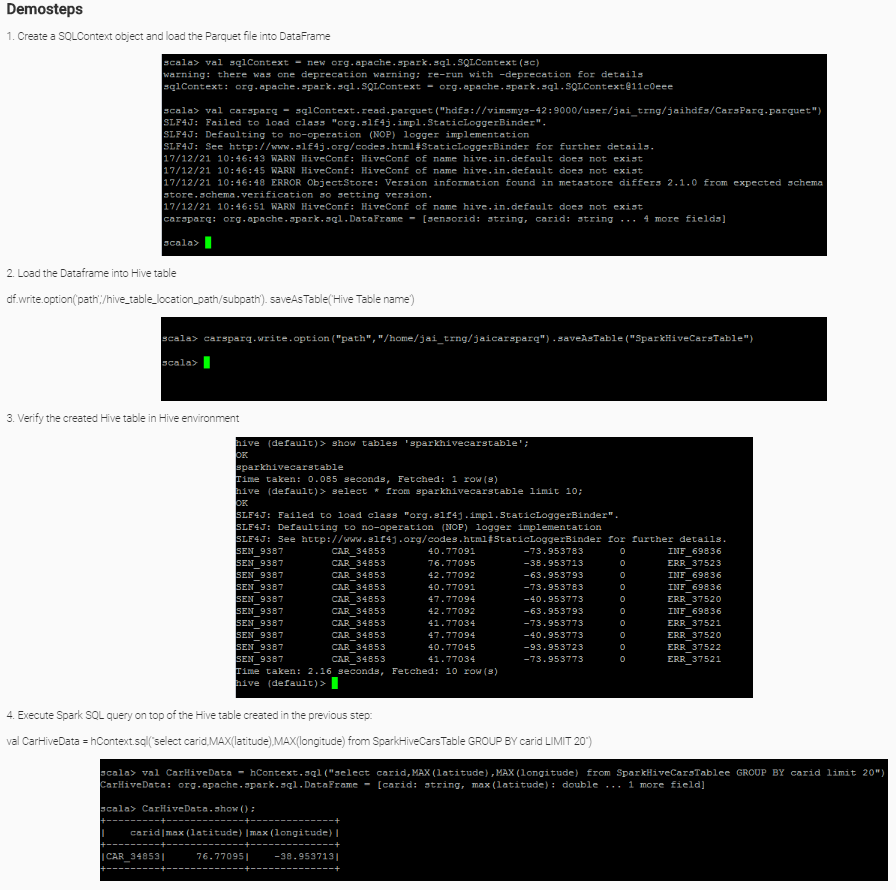 Demosteps
1. Create a SQLContext object and load the Parquet file into DataFrame
scala> val sqlContext = new org.apache.spark.sql.SQLContext(sc)
warning: there was one deprecation warning; re-run with -deprecation for details
sqlContext: org.apache.spark.sql.SQLContext = org.apache.spark.sql.SQLContext@11c0eee
scala> val carsparq = sqlContext.read.parquet("hdfs://vimsmys-42:9000/user/jai_trng/jaihdfs/CarsParq.parquet")
SLF4J: Failed to load class "org.slf4j.impl.StaticLoggerBinder".
SLF4J: Defaulting to no-operation (NOP) logger implementation
SLF4J: See http://www.slf4j.org/codes.html#StaticLoggerBinder for further details.
17/12/21 10:46:43 WARN HiveConf: HiveConf of name hive.in.default does not exist
17/12/21 10:46:45 WARN HiveConf: HiveConf of name hive.in.default does not exist
17/12/21 10:46:48 ERROR ObjectStore: Version information found in metastore differs 2.1.0 from expected schema
store.schema.verification so setting version.
17/12/21 10:46:51 WARN HiveConf: HiveConf of name hive.in.default does not exist
carsparq: org.apache.spark.sql.DataFrame = [sensorid: string, carid: string ... 4 more fields]
scala>
2. Load the Dataframe into Hive table
df.write.option('path','/hive_table_location_path/subpath'). saveAsTable('Hive Table name')
scala> carsparq.write.option("path","/home/jai_trng/jaicarsparq").saveAsTable("SparkHiveCarsTable")
scala>
3. Verify the created Hive table in Hive environment
hive (default)> show tables 'sparkhivecarstable';
OK
sparkhivecarstable
Time taken: 0.085 seconds, Fetched: 1 row(s)
hive (default)> select * from sparkhivecarstable limit 10;
OK
SLF4J: Failed to load class "org.slf4j.impl.StaticLoggerBinder".
SLF4J: Defaulting to no-operation (NOP) logger implementation
SLF4J: See http://www.slf4j.org/codes.html#StaticLoggerBinder for further details.
SEN_9387 CAR_34853 40.77091 -73.953783 0 INF_69836
SEN_9387 CAR_34853 76.77095 -38.953713 0 ERR_37523
SEN_9387 CAR_34853 42.77092 -63.953793 0 INF_69836
SEN_9387 CAR_34853 40.77091 -73.953783 0 INF_69836
SEN_9387 CAR_34853 47.77094 -40.953773 0 ERR_37520
SEN_9387 CAR_34853 42.77092 -63.953793 0 INF_69836
SEN_9387 CAR_34853 41.77034 -73.953773 0 ERR_37521
SEN_9387 CAR_34853 47.77094 -40.953773 0 ERR_37520
SEN_9387 CAR_34853 40.77045 -93.953723 0 ERR_37522
SEN_9387 CAR_34853 41.77034 -73.953773 0 ERR_37521
Time taken: 2.16 seconds, Fetched: 10 row(s)
hive (default)>
4. Execute Spark SQL query on top of the Hive table created in the previous step:
val CarHiveData = hContext.sql("select carid,MAX(latitude),MAX(longitude) from SparkHiveCarsTable GROUP BY carid LIMIT 20")
scala> val CarHiveData = hContext.sql("select carid,MAX(latitude),MAX(longitude) from SparkHiveCarsTablee GROUP BY carid limit 20")
CarHiveData: org.apache.spark.sql.DataFrame = [carid: string, max(latitude): double ... 1 more field]
scala> CarHiveData.show();
+---------+-------------+--------------+
| carid|max(latitude)|max(longitude)|
+---------+-------------+--------------+
|CAR_34853| 76.77095| -38.953713|
+---------+-------------+--------------+